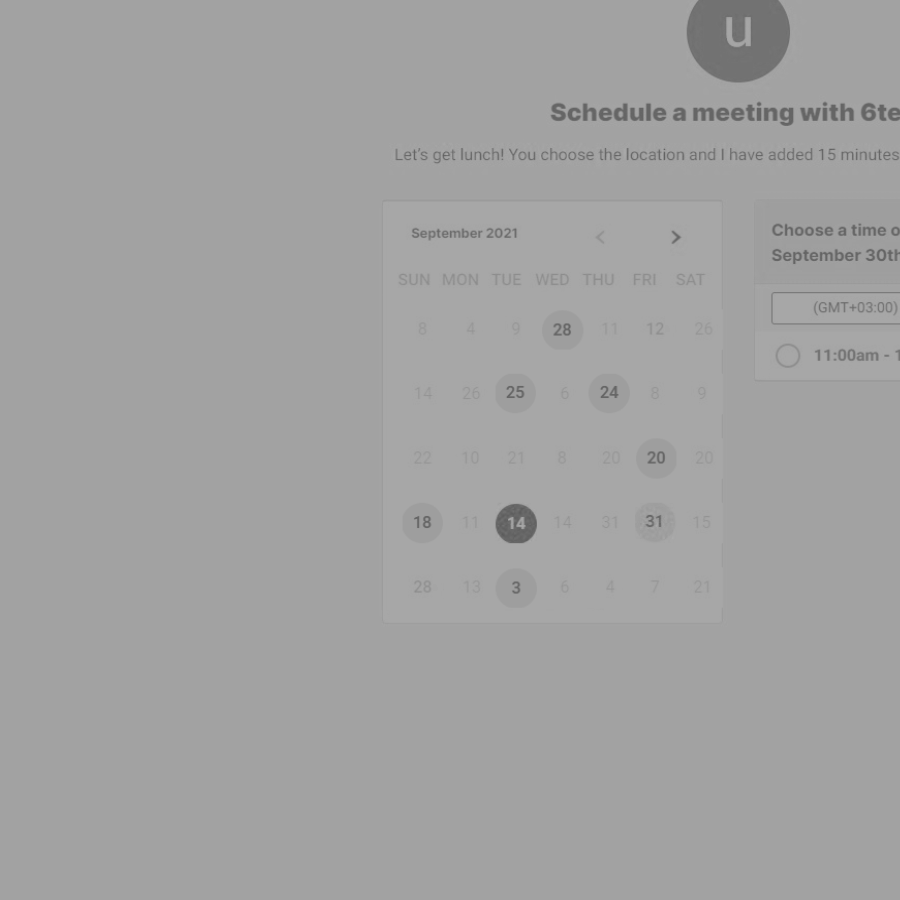 u
Schedule a meeting with 6te
Let's get lunch! You choose the location and I have added 15 minutes
September 2021
SUN MON TUE WED THU FRI SAT
8 4 9 28 11 12 26
14 26 25 6 24 8 9
22 10 21 8 20 20 20
18 11 14 14 31 31 15
28 13 3 6 4 7 21
Choose a time o
September 30th
(GMT+03:00)
11:00am - 1